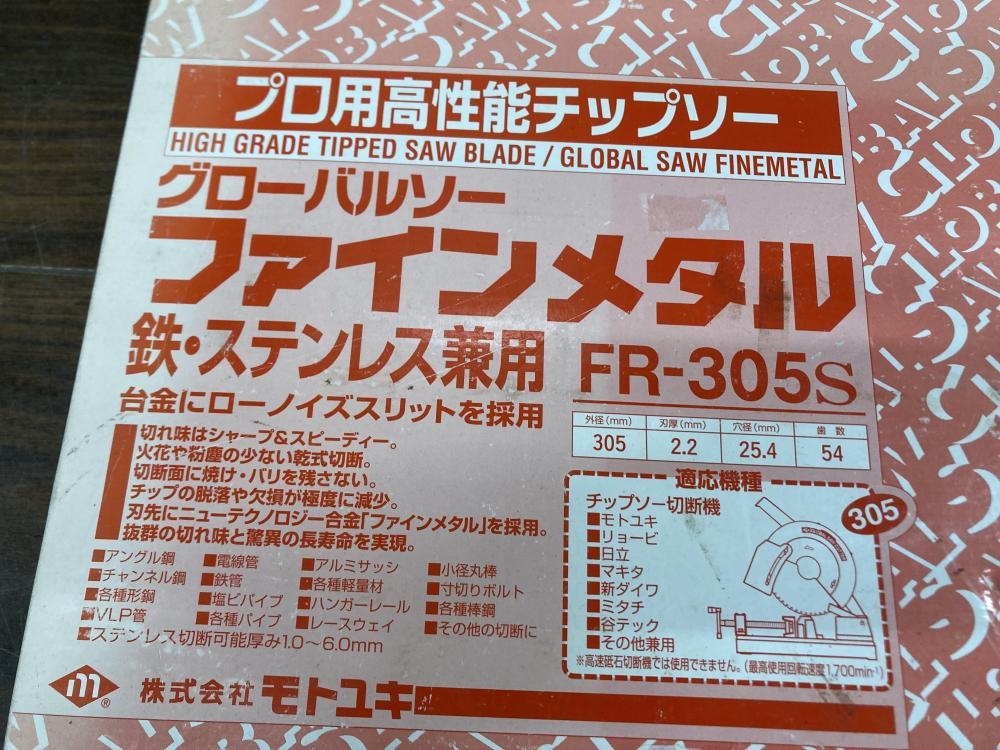 プロ用高性能チップソー
HIGH GRADE TIPPED SAW BLADE / GLOBAL SAW FINEMETAL
グローバルソー
ファインメタル
鉄・ステンレス兼用 FR-305S
台金にローノイズスリットを採用
外径(mm) 刃厚(mm) 穴径(mm) 歯数
305 2.2 25.4 54
切れ味はシャープ&スピーディー。
火花や粉塵の少ない乾式切断。
切断面に焼け・バリを残さない。
チップの脱落や欠損が極度に減少。
刃先にニューテクノロジー合金「ファインメタル」を採用。
抜群の切れ味と驚異の長寿命を実現。
■アングル鋼 ■電線管 ■アルミサッシ ■小径丸棒
■チャンネル鋼 ■鉄管 ■各種軽量材 ■寸切りボルト
■各種形鋼 ■塩ビパイプ ■ハンガーレール ■各種棒鋼
■VLP管 ■各種パイプ ■レースウェイ ■その他の切断に
■ステンレス切断可能厚み1.0～6.0mm
適応機種
305
チップソー切断機
■モトユキ
■リョービ
■日立
■マキタ
■新ダイワ
■ミタチ
■谷テック
■その他兼用
※高速砥石切断機では使用できません。(最高使用回転速度1,700min⁻¹)
m ® 株式会社 モトユキ